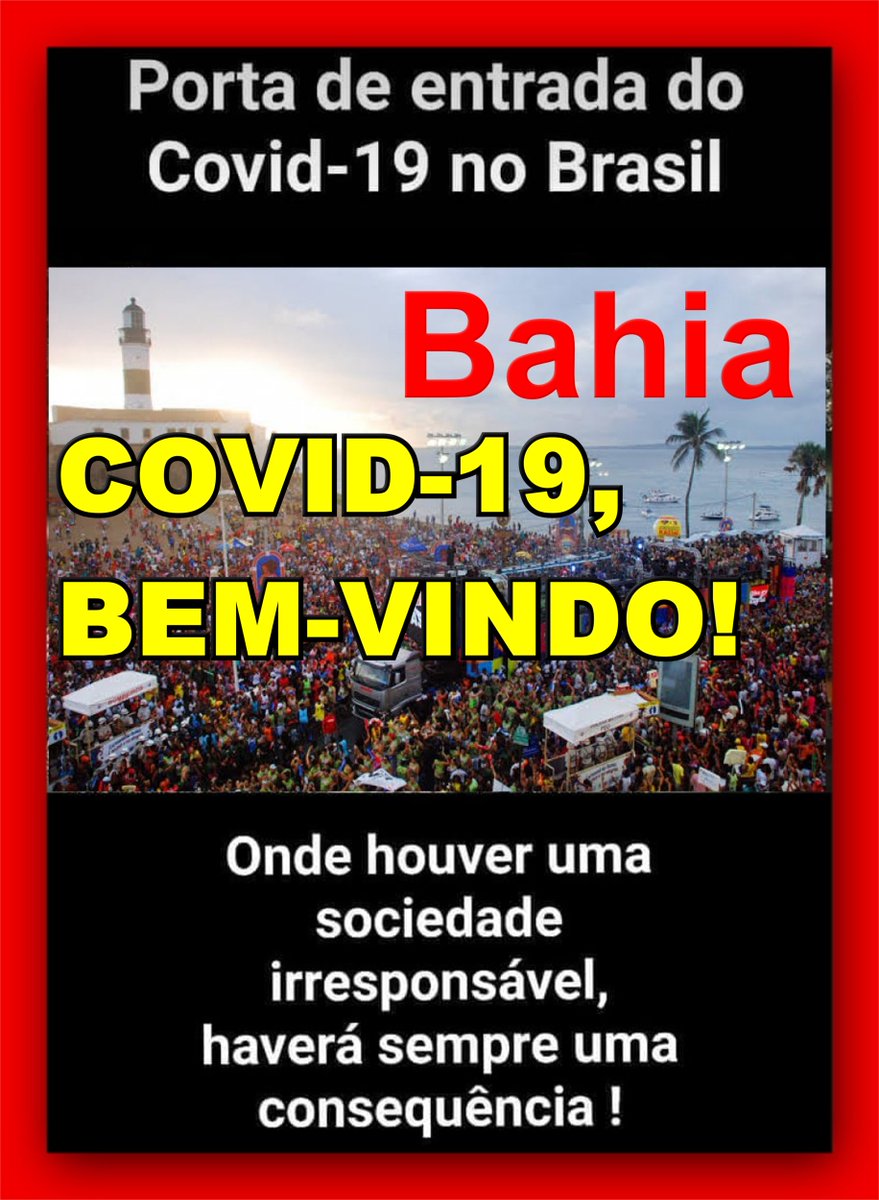 Porta de entrada do
Covid-19 no Brasil
Bahia
COVID-19,
BEM-VINDO!
Onde houver uma
sociedade
irresponsável,
haverá sempre uma
consequência !